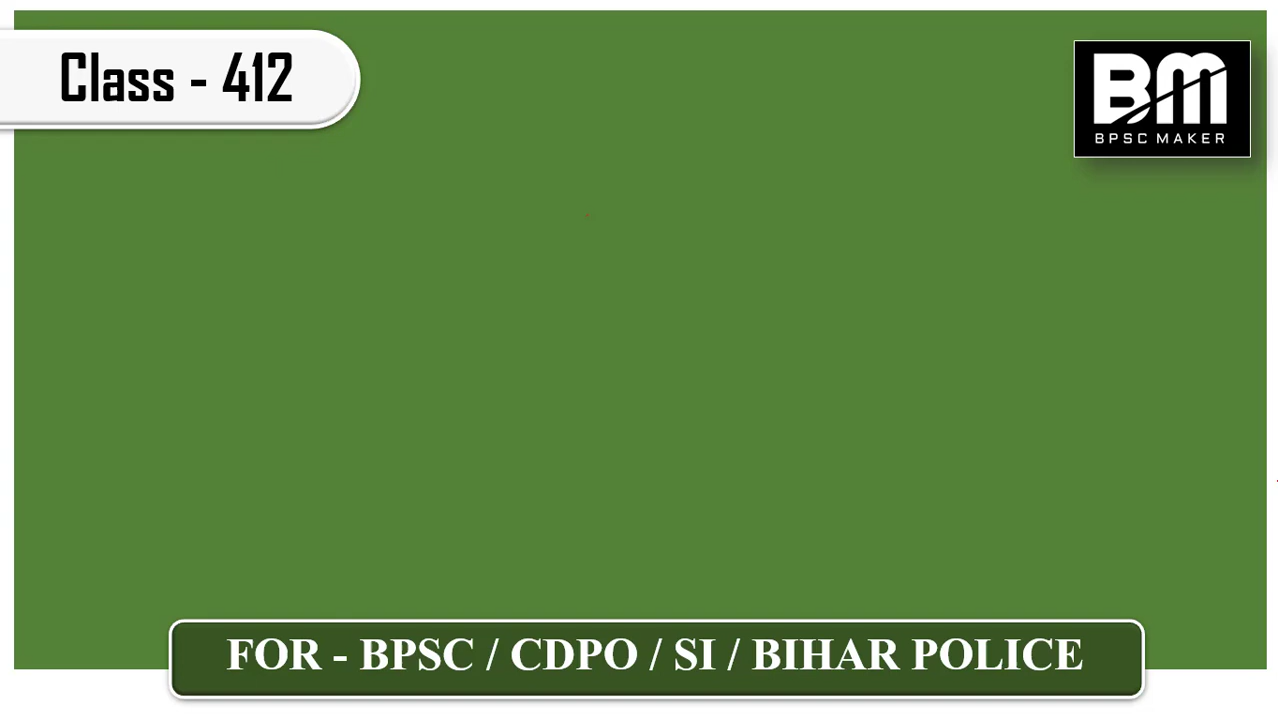 Class - 412
BM
BPSC MAKER
FOR - BPSC / CDPO / SI / BIHAR POLICE